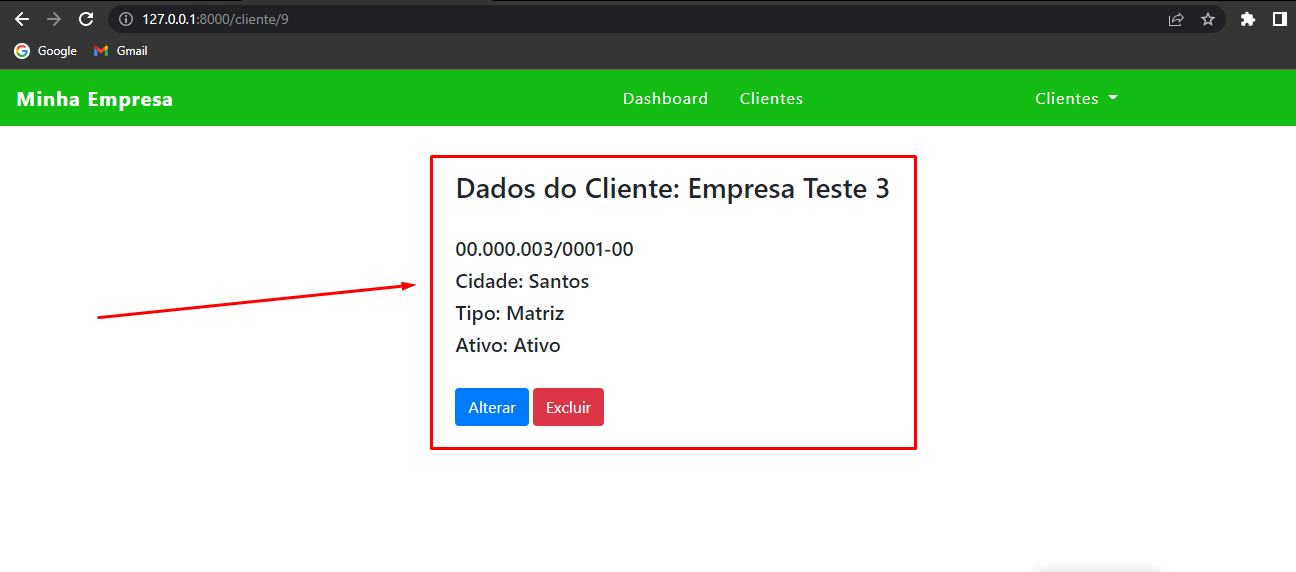 127.0.0.1:8000/cliente/9
Google Gmail
Minha Empresa Dashboard Clientes Clientes
Dados do Cliente: Empresa Teste 3
00.000.003/0001-00
Cidade: Santos
Tipo: Matriz
Ativo: Ativo
Alterar Excluir